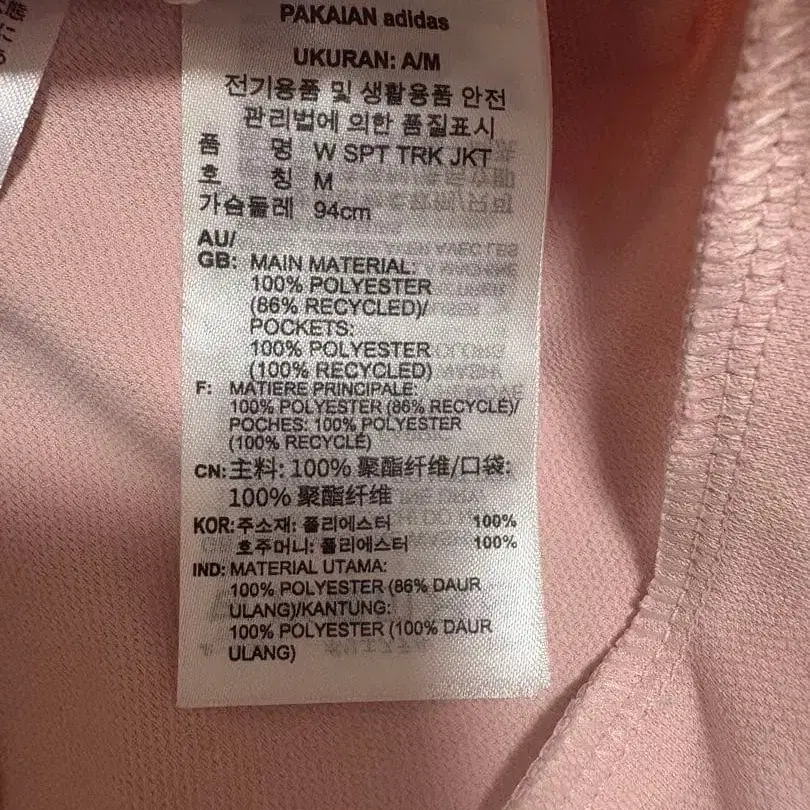 PAKAIAN adidas
UKURAN: A/M
전기용품 및 생활용품 안전
관리법에 의한 품질표시
품 명 W SPT TRK JKT
호 칭 M
가슴둘레 94cm
AU/
GB: MAIN MATERIAL:
100% POLYESTER
(86% RECYCLED)/
POCKETS:
100% POLYESTER
(100% RECYCLED)
F: MATIERE PRINCIPALE:
100% POLYESTER (86% RECYCLÉ)/
POCHES: 100% POLYESTER
(100% RECYCLÉ)
CN: 主料: 100% 聚酯纤维/口袋:
100% 聚酯纤维
KOR: 주소재: 폴리에스터 100%
호주머니: 폴리에스터 100%
IND: MATERIAL UTAMA:
100% POLYESTER (86% DAUR
ULANG)/KANTUNG:
100% POLYESTER (100% DAUR
ULANG)